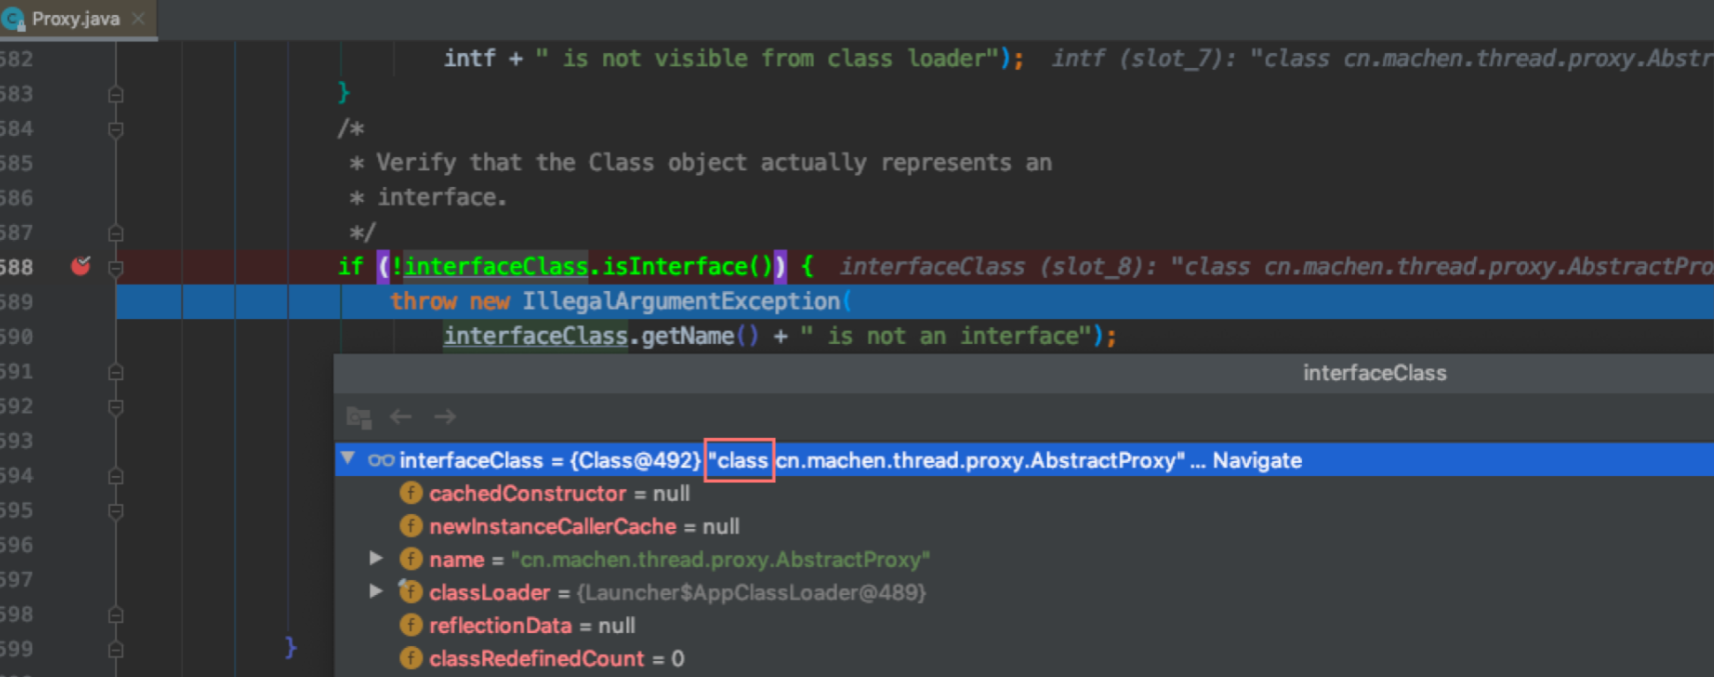 Proxy.java
582 intf + " is not visible from class loader"); intf (slot_7): "class cn.machen.thread.proxy.Abstr
583 }
584 /*
585 * Verify that the Class object actually represents an
586 * interface.
587 */
588 if (!interfaceClass.isInterface()) { interfaceClass (slot_8): "class cn.machen.thread.proxy.AbstractPro
589 throw new IllegalArgumentException(
590 interfaceClass.getName() + " is not an interface");
591 interfaceClass
592
593
594 interfaceClass = {Class@492} "class cn.machen.thread.proxy.AbstractProxy" ... Navigate
595 cachedConstructor = null
596 newInstanceCallerCache = null
597 name = "cn.machen.thread.proxy.AbstractProxy"
598 classLoader = {Launcher$AppClassLoader@489}
599 } reflectionData = null
classRedefinedCount = 0